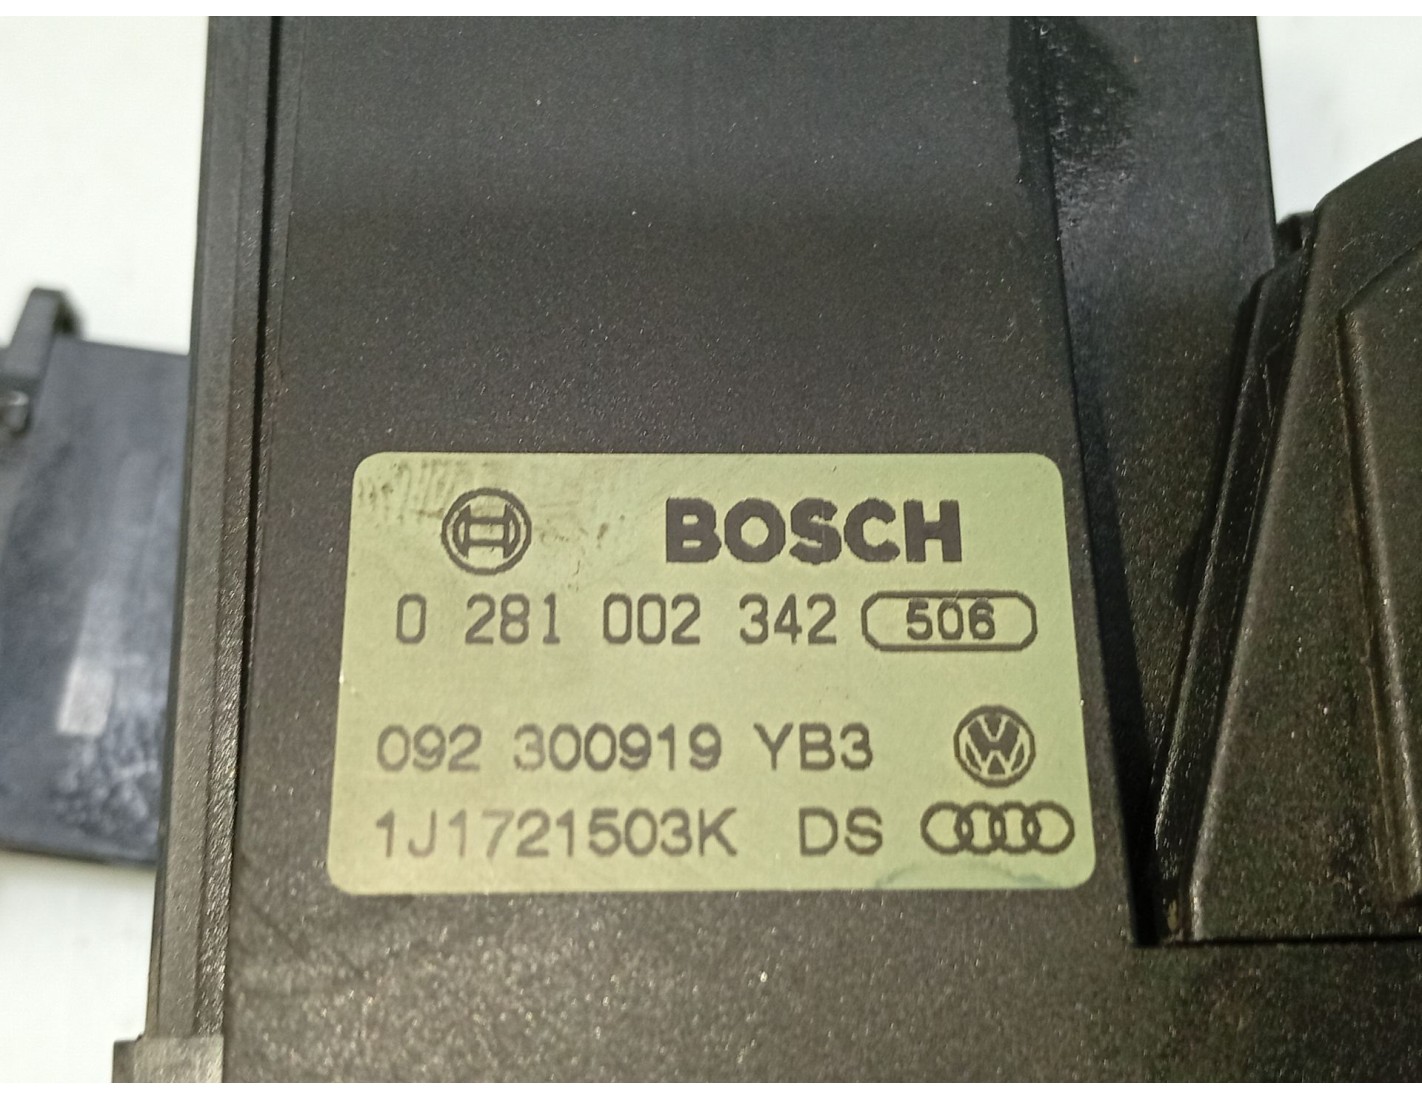 BOSCH
0 281 002 342 506
092 300919 YB3
1J1721503K DS